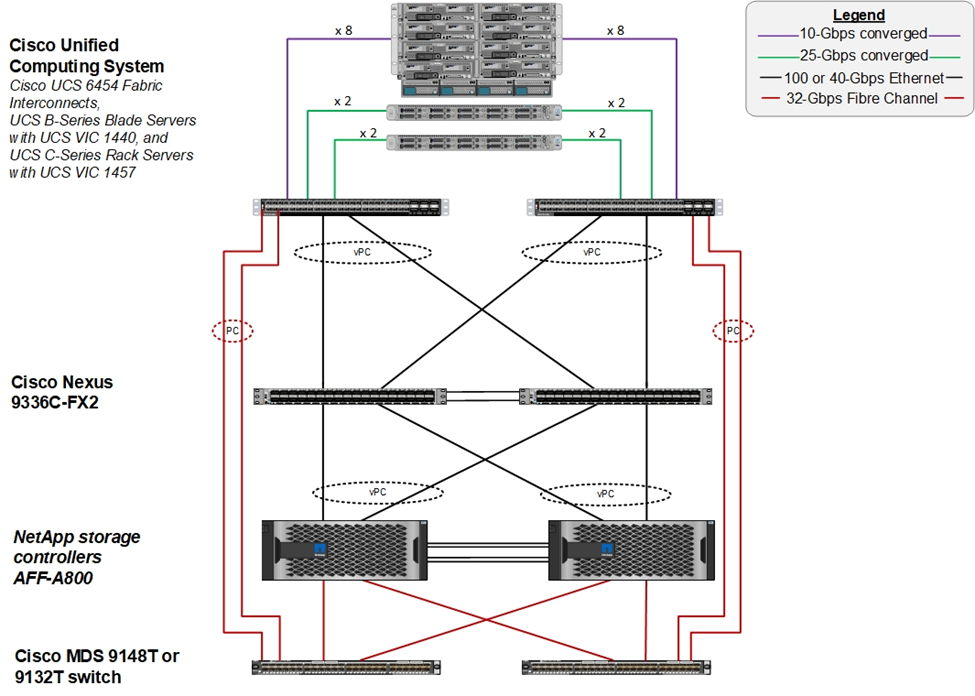 Cisco Unified
Computing System
Cisco UCS 6454 Fabric
Interconnects,
UCS B-Series Blade Servers
with UCS VIC 1440, and
UCS C-Series Rack Servers
with UCS VIC 1457
x 8
x 8
x 2
x 2
x 2
x 2
Legend
10-Gbps converged
25-Gbps converged
100 or 40-Gbps Ethernet
32-Gbps Fibre Channel
vPC
vPC
PC
PC
Cisco Nexus
9336C-FX2
vPC
vPC
NetApp storage
controllers
AFF-A800
Cisco MDS 9148T or
9132T switch